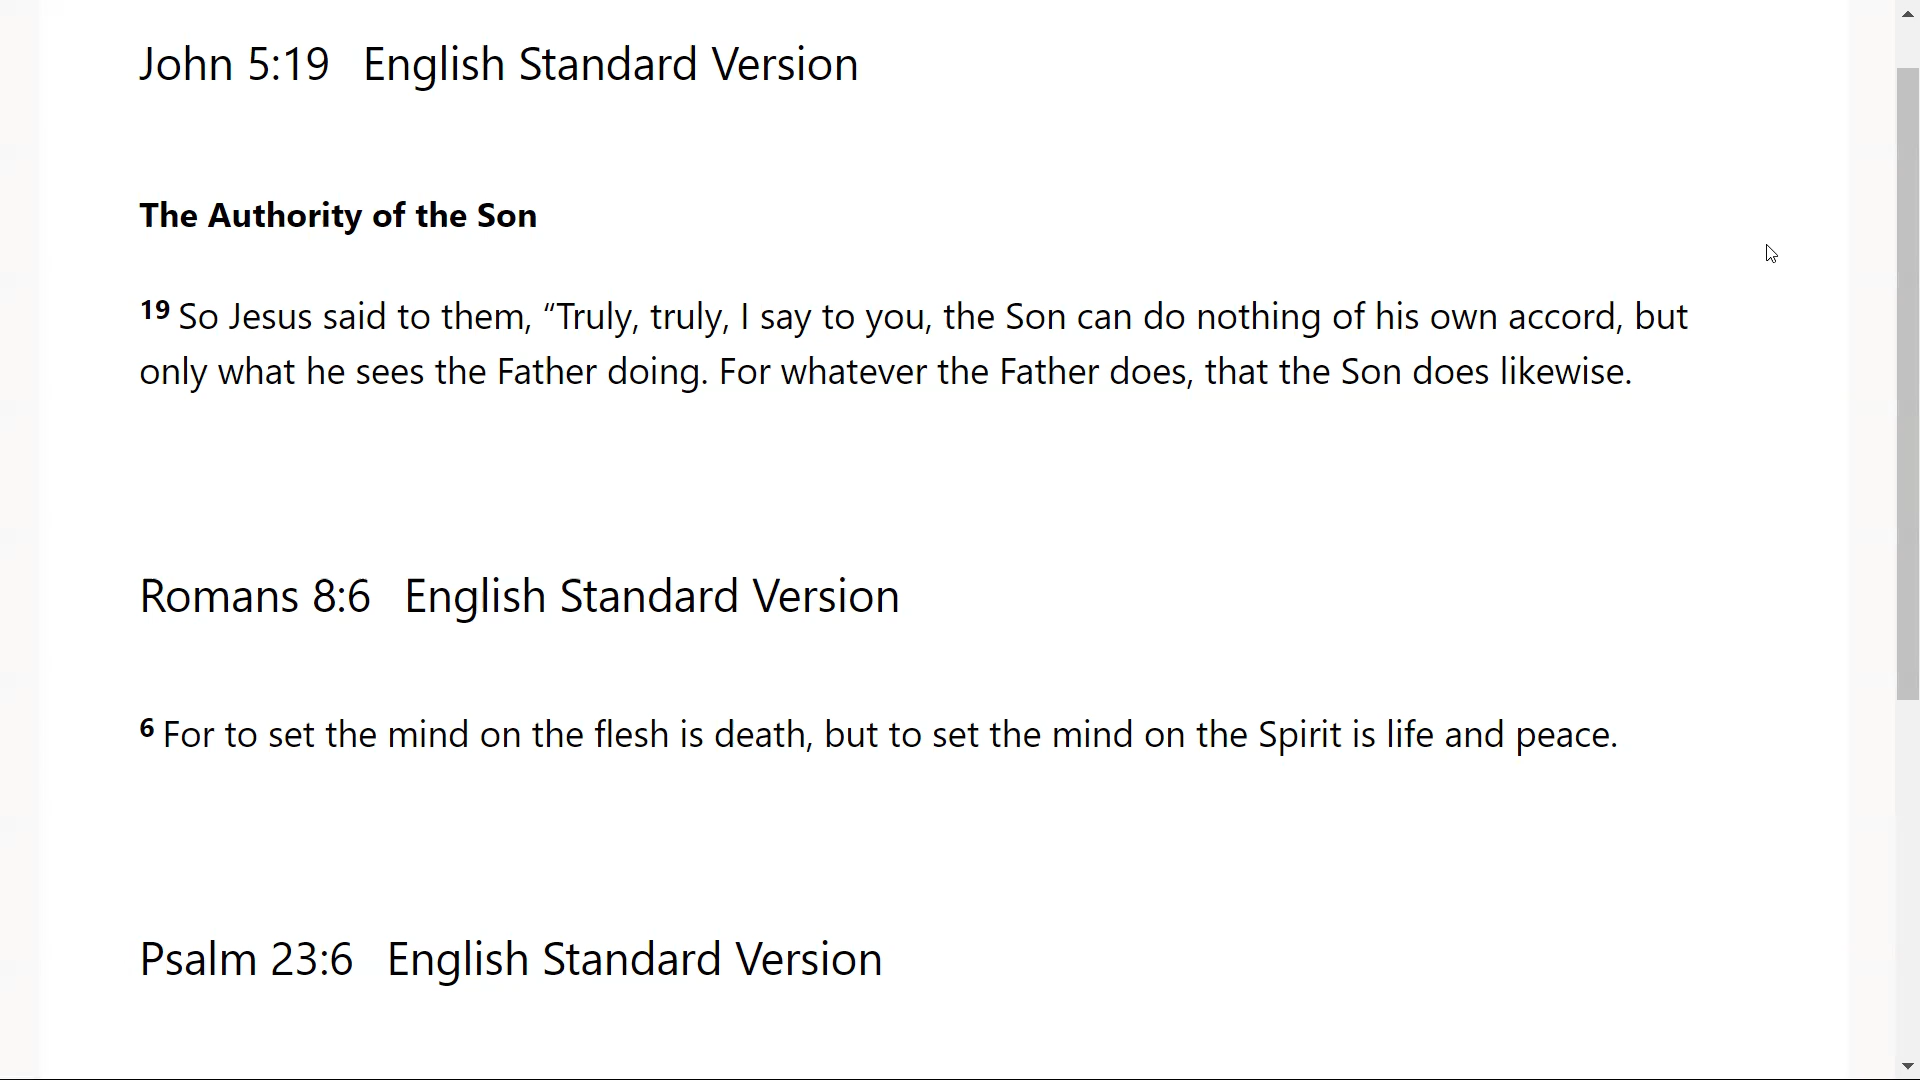 John 5:19 English Standard Version
The Authority of the Son
19 So Jesus said to them, “Truly, truly, I say to you, the Son can do nothing of his own accord, but
only what he sees the Father doing. For whatever the Father does, that the Son does likewise.
Romans 8:6 English Standard Version
6 For to set the mind on the flesh is death, but to set the mind on the Spirit is life and peace.
Psalm 23:6 English Standard Version